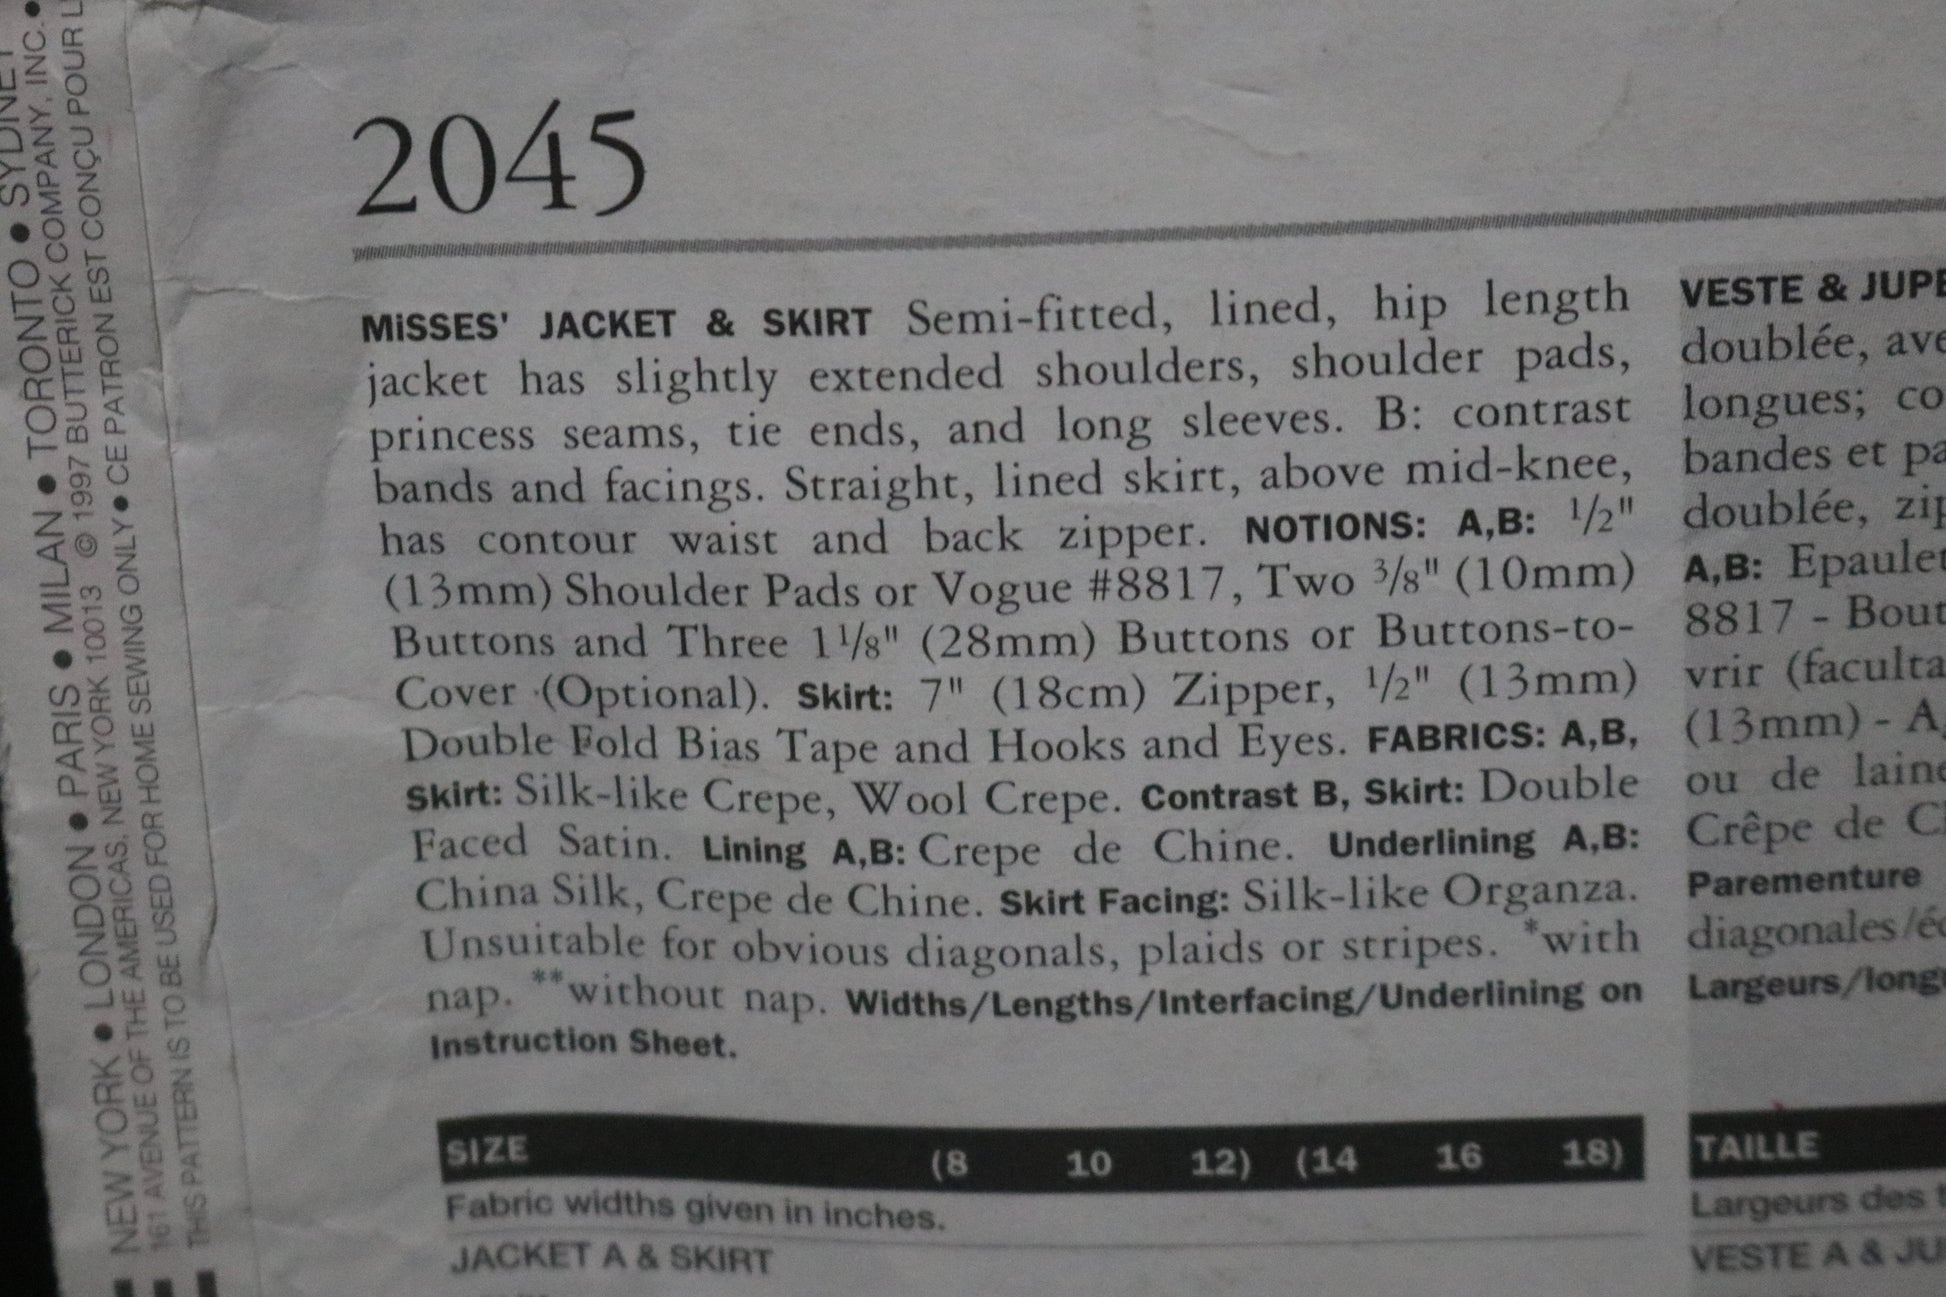 NEW YORK • LONDON • PARIS • MILAN • TORONTO • SYDNEY
161 AVENUE OF THE AMERICAS, NEW YORK, NEW YORK 10013 © 1997 BUTTERICK COMPANY, INC. •
THIS PATTERN IS TO BE USED FOR HOME SEWING ONLY • CE PATRON EST CONÇU POUR L
2045
MiSSES' JACKET & SKIRT Semi-fitted, lined, hip length
jacket has slightly extended shoulders, shoulder pads,
princess seams, tie ends, and long sleeves. B: contrast
bands and facings. Straight, lined skirt, above mid-knee,
has contour waist and back zipper. NOTIONS: A,B: 1/2"
(13mm) Shoulder Pads or Vogue #8817, Two 3/8" (10mm)
Buttons and Three 1 1/8" (28mm) Buttons or Buttons-to-
Cover (Optional). Skirt: 7" (18cm) Zipper, 1/2" (13mm)
Double Fold Bias Tape and Hooks and Eyes. FABRICS: A,B,
Skirt: Silk-like Crepe, Wool Crepe. Contrast B, Skirt: Double
Faced Satin. Lining A,B: Crepe de Chine. Underlining A,B:
China Silk, Crepe de Chine. Skirt Facing: Silk-like Organza.
Unsuitable for obvious diagonals, plaids or stripes. *with
nap. **without nap. Widths/Lengths/Interfacing/Underlining on
Instruction Sheet.
SIZE (8 10 12) (14 16 18)
Fabric widths given in inches.
JACKET A & SKIRT
VESTE & JUPE
doublée, ave
longues; co
bandes et pa
doublée, zip
A,B: Epaulet
8817 - Bout
vrir (faculta
(13mm) - A,
ou de laine
Crêpe de C
Parementure
diagonales/éc
Largeurs/long
TAILLE
Largeurs des t
VESTE A & JU